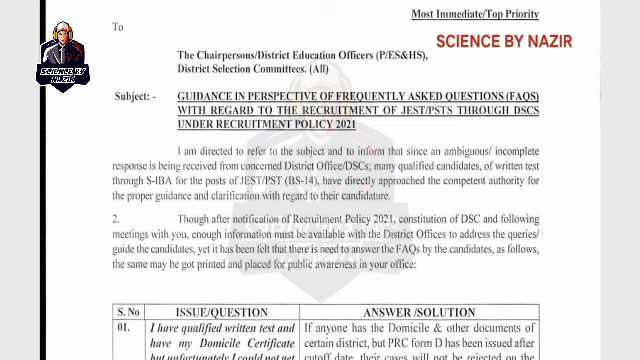 Most Immediate/Top Priority
To
SCIENCE BY NAZIR
SCIENCE BY
NAZIR
The Chairpersons/District Education Officers (P/ES&HS),
District Selection Committees. (All)
Subject: - GUIDANCE IN PERSPECTIVE OF FREQUENTLY ASKED QUESTIONS (FAQS)
WITH REGARD TO THE RECRUITMENT OF JEST/PSTS THROUGH DSCS
UNDER RECRUITMENT POLICY 2021
I am directed to refer to the subject and to inform that since an ambiguous/ incomplete
response is being received from concerned District Office/DSCs; many qualified candidates, of written test
through S-IBA for the posts of JEST/PST (BS-14), have directly approached the competent authority for
the proper guidance and clarification with regard to their candidature.
2. Though after notification of Recruitment Policy 2021, constitution of DSC and following
meetings with you, enough information must be available with the District Offices to address the queries/
guide the candidates, yet it has been felt that there is need to answer the FAQs by the candidates, as follows,
the same may be got printed and placed for public awareness in your office:
S. No ISSUE/QUESTION ANSWER/SOLUTION
01. I have qualified written test and If anyone has the Domicile & other documents of
have my Domicile Certificate certain district, but PRC form D has been issued after
but unfortunately I could not get cutoff date, their cases will not be rejected on the